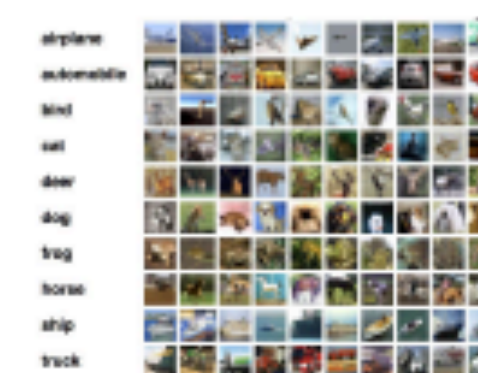 airplane
automobile
bird
cat
deer
dog
frog
horse
ship
truck